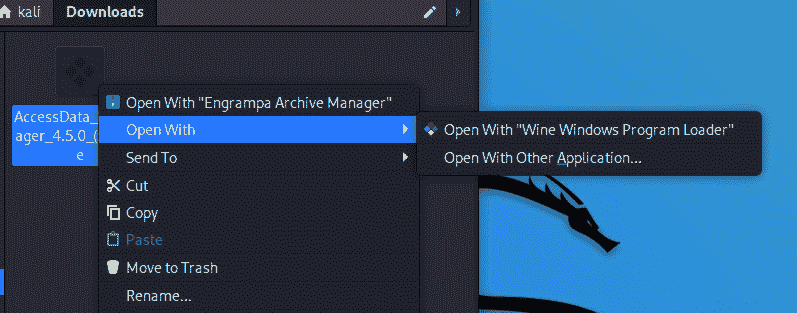 kali Downloads
AccessData_
ager_4.5.0_(
e
Open With "Engrampa Archive Manager"
Open With
Send To
Cut
Copy
Paste
Move to Trash
Rename...
Open With "Wine Windows Program Loader"
Open With Other Application...